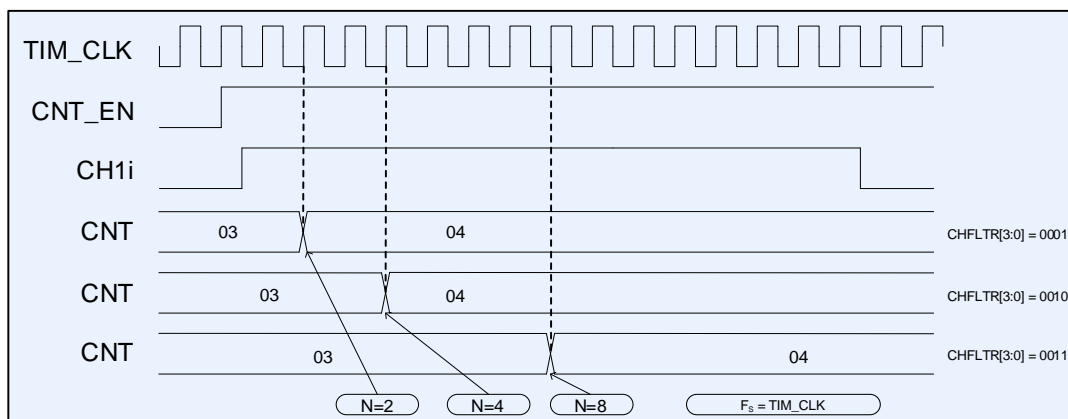 TIM_CLK
CNT_EN
CH1i
CNT 03 04 CHFLTR[3:0] = 0001
CNT 03 04 CHFLTR[3:0] = 0010
CNT 03 04 CHFLTR[3:0] = 0011
N=2 N=4 N=8 FS = TIM_CLK